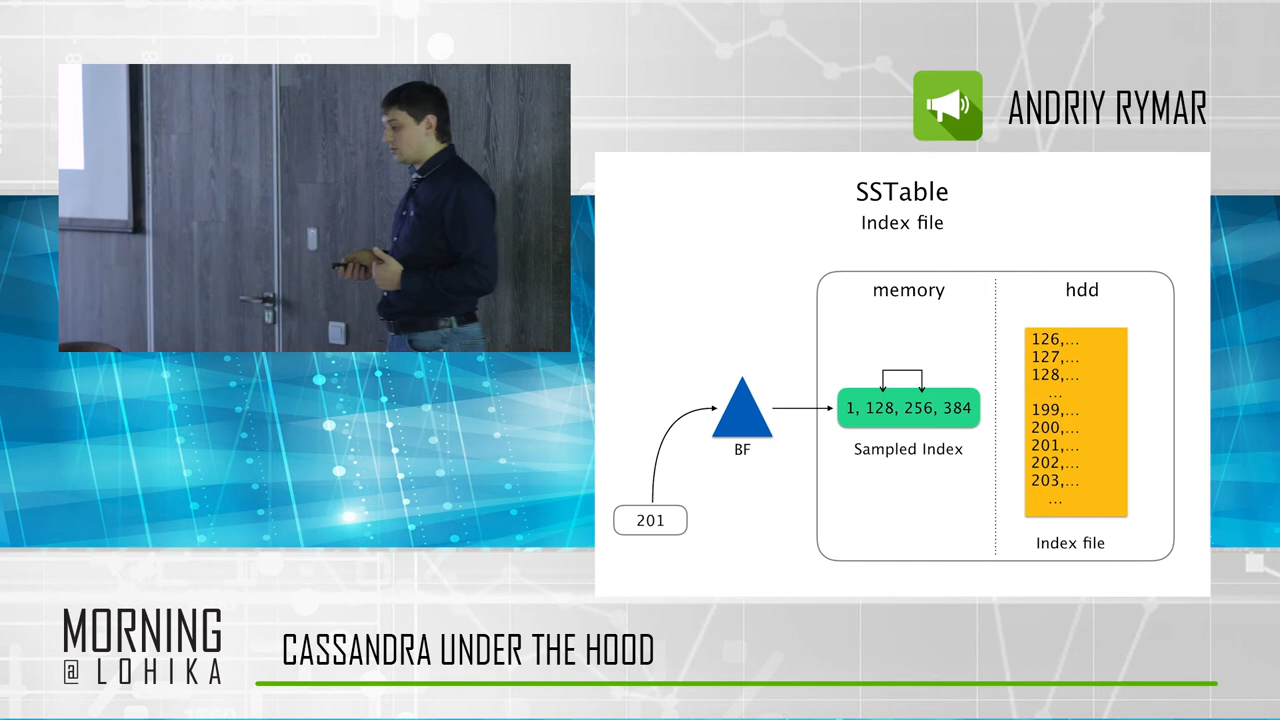 ANDRIY RYMAR
SSTable
Index file
memory
hdd
126,...
127,...
128,...
...
199,...
200,...
201,...
202,...
203,...
...
1, 128, 256, 384
BF
Sampled Index
201
Index file
MORNING
@ LOHIKA
CASSANDRA UNDER THE HOOD